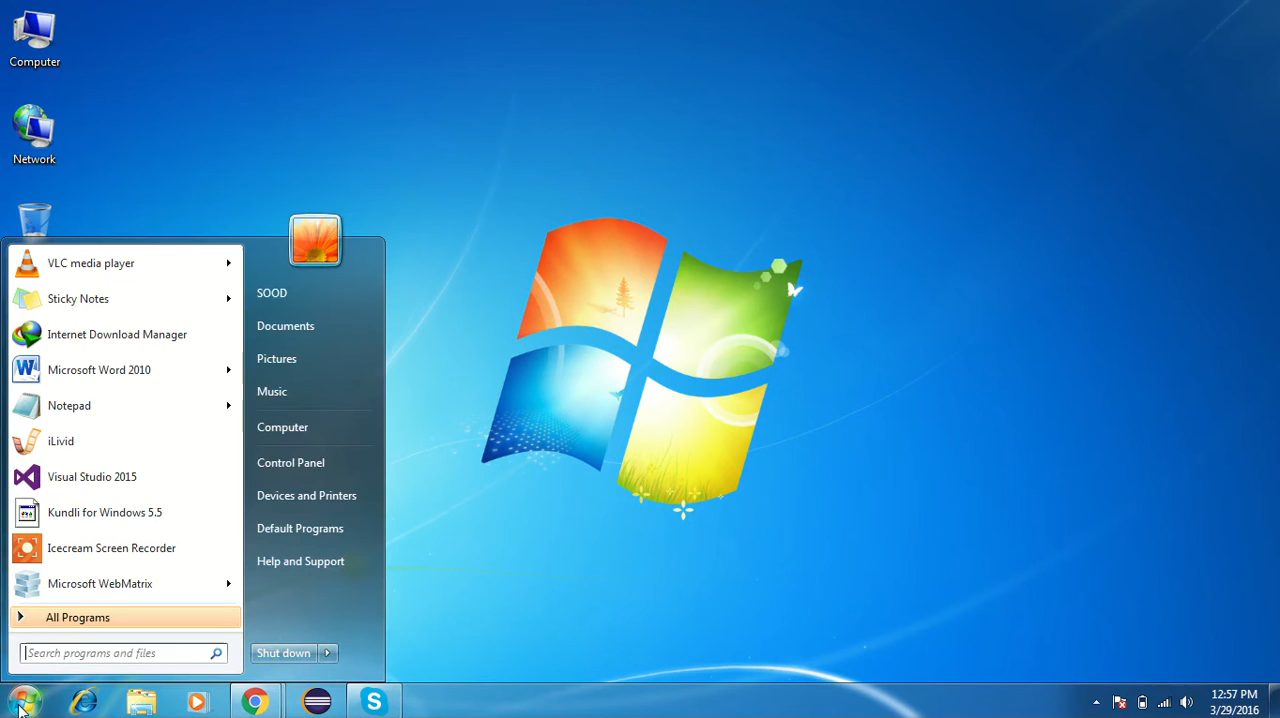 Computer
Network
VLC media player
Sticky Notes
Internet Download Manager
Microsoft Word 2010
Notepad
iLivid
Visual Studio 2015
Kundli for Windows 5.5
Icecream Screen Recorder
Microsoft WebMatrix
All Programs
Search programs and files
SOOD
Documents
Pictures
Music
Computer
Control Panel
Devices and Printers
Default Programs
Help and Support
Shut down
12:57 PM
3/29/2016